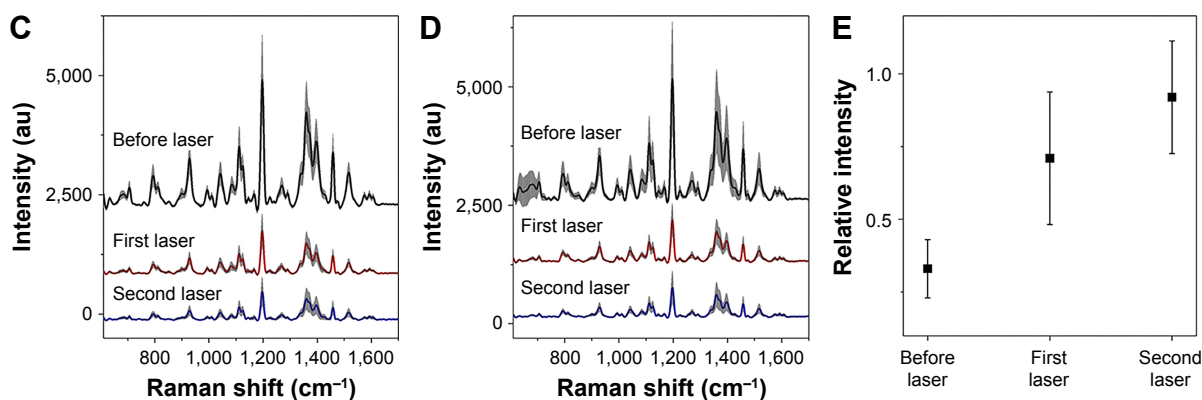 C
Intensity (au)
5,000
2,500
0
Before laser
First laser
Second laser
800
1,000
1,200
1,400
1,600
Raman shift (cm⁻¹)
D
Intensity (au)
5,000
2,500
0
Before laser
First laser
Second laser
800
1,000
1,200
1,400
1,600
Raman shift (cm⁻¹)
E
Relative intensity
1.0
0.5
Before
laser
First
laser
Second
laser